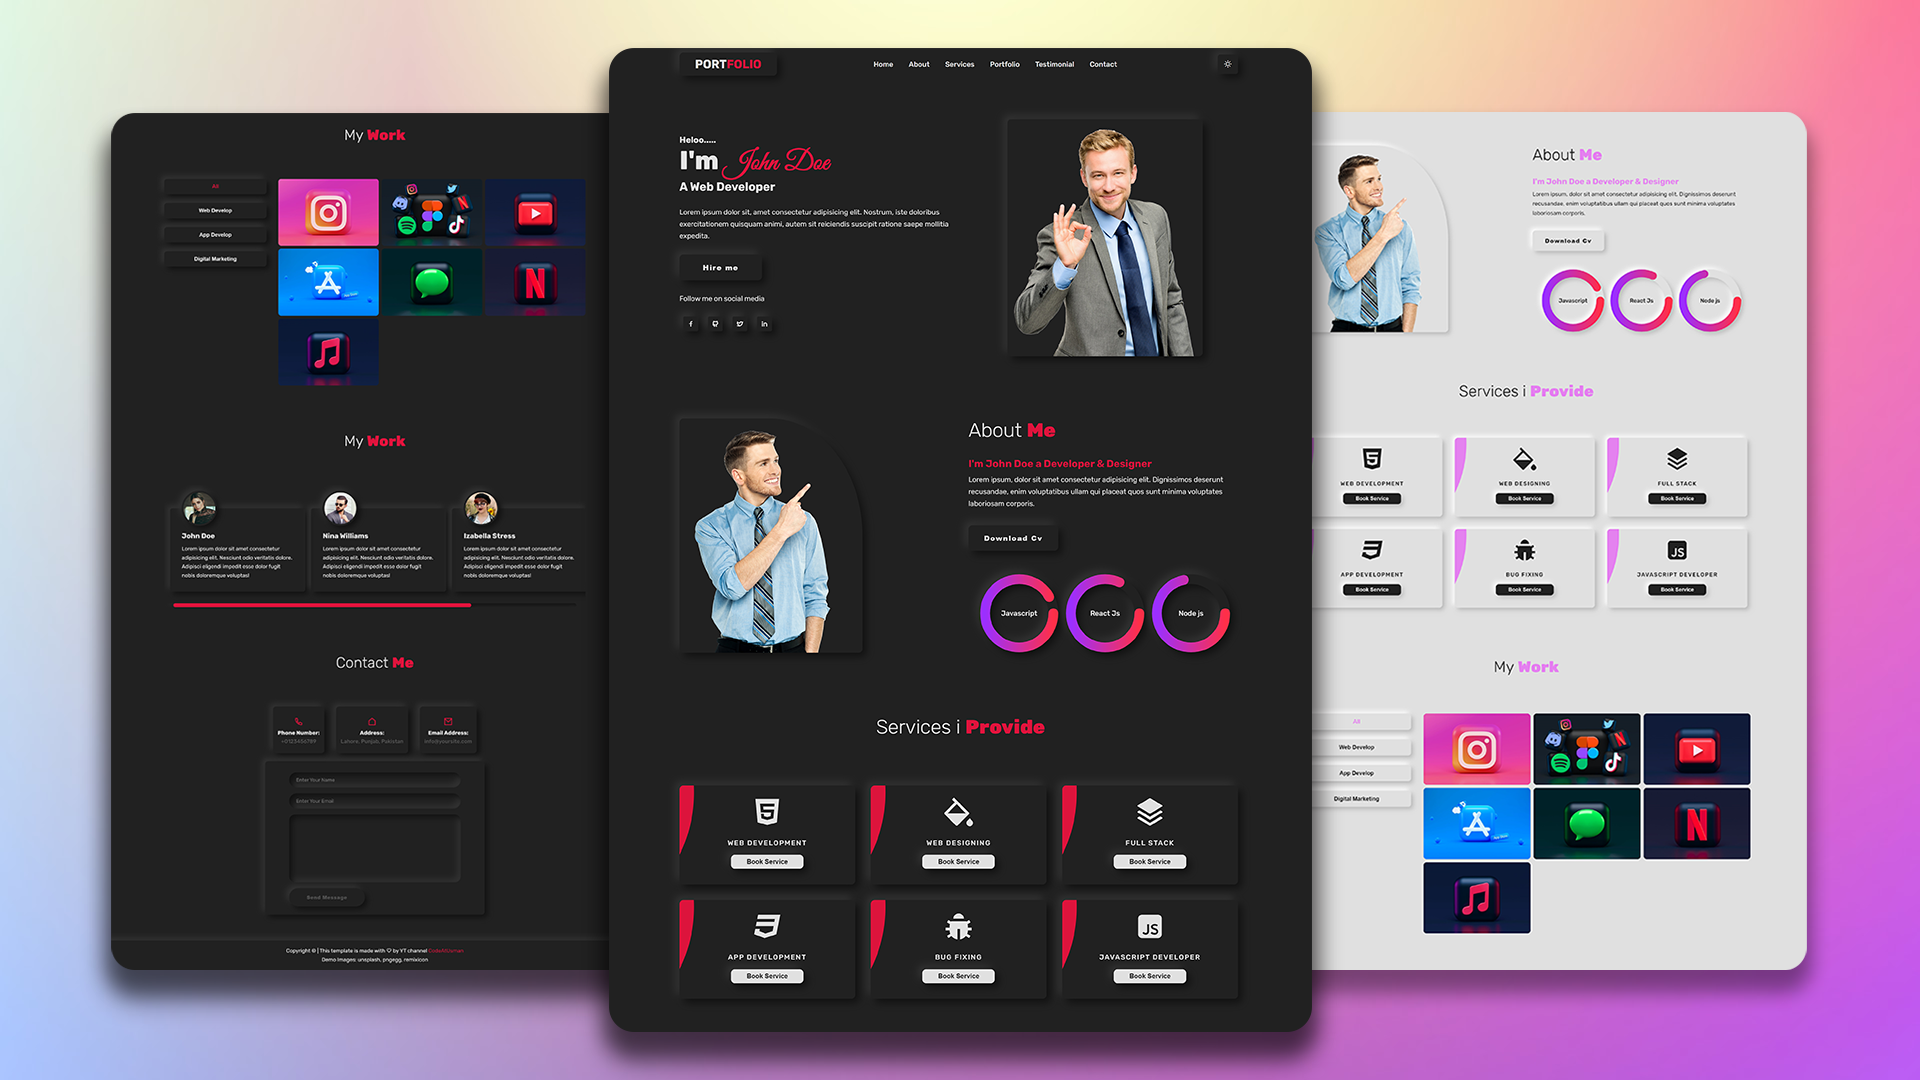 My Work
All
Web Develop
App Develop
Digital Marketing
My Work
John Doe
Lorem ipsum dolor sit amet consectetur
adipisicing elit. Nesciunt odio veritatis dolore.
Adipisci eligendi impedit esse dolor fugit
nobis doloremque voluptas!
Nina Williams
Lorem ipsum dolor sit amet consectetur
adipisicing elit. Nesciunt odio veritatis dolore.
Adipisci eligendi impedit esse dolor fugit
nobis doloremque voluptas!
Izabella Stress
Lorem ipsum dolor sit amet consectetur
adipisicing elit. Nesciunt odio veritatis dolore.
Adipisci eligendi impedit esse dolor fugit
nobis doloremque voluptas!
Contact Me
Phone Number:
+0123456789
Address:
Lahore, Punjab, Pakistan
Email Address:
info@yoursite.com
Enter Your Name
Enter Your Email
Send Message
Copyright © | This template is made with ♡ by YT channel
Demo Images: unsplash, pngegg, remixicon
PORTFOLIO
Home About Services Portfolio Testimonial Contact
Heloo.....
I'm John Doe
A Web Developer
Lorem ipsum dolor sit, amet consectetur adipisicing elit. Nostrum, iste doloribus
exercitationem quisquam animi, autem sit reiciendis suscipit ratione saepe mollitia
expedita.
Hire me
Follow me on social media
About Me
I'm John Doe a Developer & Designer
Lorem ipsum, dolor sit amet consectetur adipisicing elit. Dignissimos deserunt
recusandae, enim voluptatibus ullam qui placeat quos sunt voluptates
laboriosam corporis.
Download Cv
Javascript
React Js
Node js
Services i Provide
WEB DEVELOPMENT
Book Service
WEB DESIGNING
Book Service
FULL STACK
Book Service
APP DEVELOPMENT
Book Service
BUG FIXING
Book Service
JS
JAVASCRIPT DEVELOPER
Book Service
About Me
I'm John Doe a Developer & Designer
Lorem ipsum, dolor sit amet consectetur adipisicing elit. Dignissimos deserunt
recusandae, enim voluptatibus ullam qui placeat quos sunt voluptates
laboriosam corporis.
Download Cv
Javascript
React Js
Node js
Services i Provide
WEB DEVELOPMENT
Book Service
WEB DESIGNING
Book Service
FULL STACK
Book Service
APP DEVELOPMENT
Book Service
BUG FIXING
Book Service
JS
JAVASCRIPT DEVELOPER
Book Service
My Work
All
Web Develop
App Develop
Digital Marketing